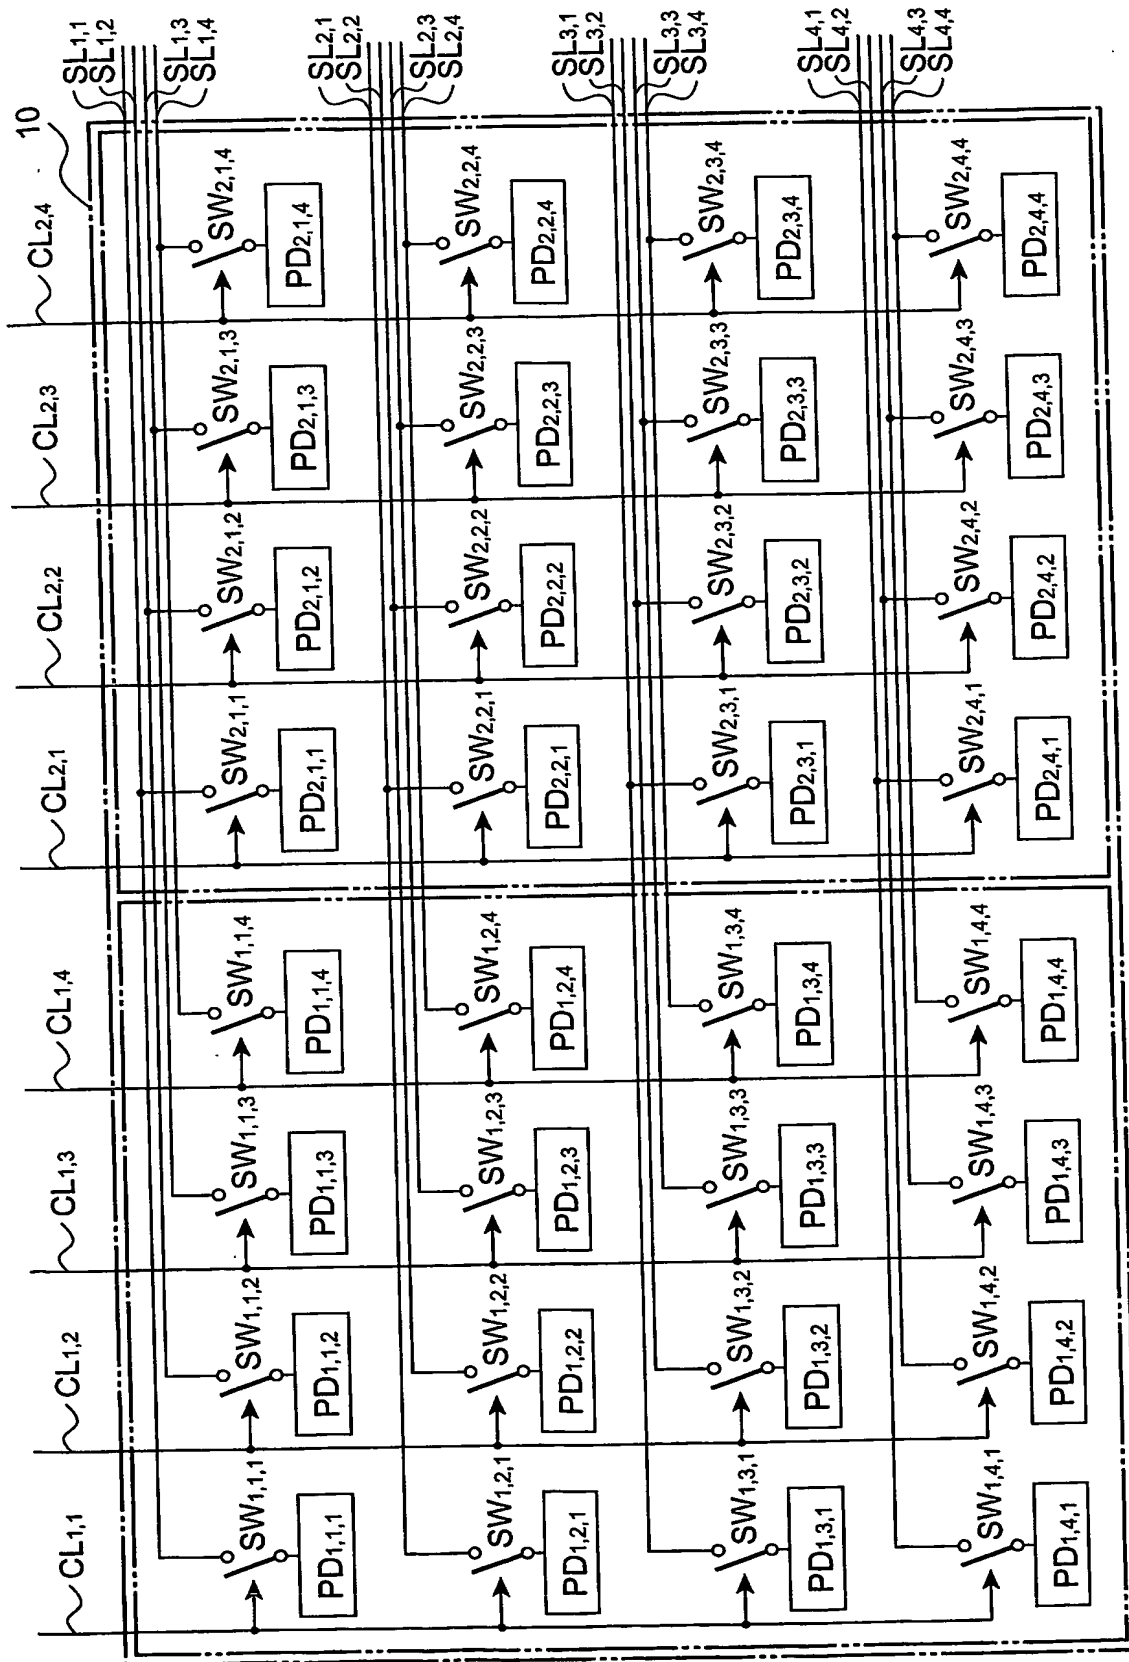 10
CL1,1
CL1,2
CL1,3
CL1,4
CL2,1
CL2,2
CL2,3
CL2,4
SL1,1
SL1,2
SL1,3
SL1,4
SW1,1,1
SW1,1,2
SW1,1,3
SW1,1,4
SW2,1,1
SW2,1,2
SW2,1,3
SW2,1,4
PD1,1,1
PD1,1,2
PD1,1,3
PD1,1,4
PD2,1,1
PD2,1,2
PD2,1,3
PD2,1,4
SL2,1
SL2,2
SL2,3
SL2,4
SW1,2,1
SW1,2,2
SW1,2,3
SW1,2,4
SW2,2,1
SW2,2,2
SW2,2,3
SW2,2,4
PD1,2,1
PD1,2,2
PD1,2,3
PD1,2,4
PD2,2,1
PD2,2,2
PD2,2,3
PD2,2,4
SL3,1
SL3,2
SL3,3
SL3,4
SW1,3,1
SW1,3,2
SW1,3,3
SW1,3,4
SW2,3,1
SW2,3,2
SW2,3,3
SW2,3,4
PD1,3,1
PD1,3,2
PD1,3,3
PD1,3,4
PD2,3,1
PD2,3,2
PD2,3,3
PD2,3,4
SL4,1
SL4,2
SL4,3
SL4,4
SW1,4,1
SW1,4,2
SW1,4,3
SW1,4,4
SW2,4,1
SW2,4,2
SW2,4,3
SW2,4,4
PD1,4,1
PD1,4,2
PD1,4,3
PD1,4,4
PD2,4,1
PD2,4,2
PD2,4,3
PD2,4,4